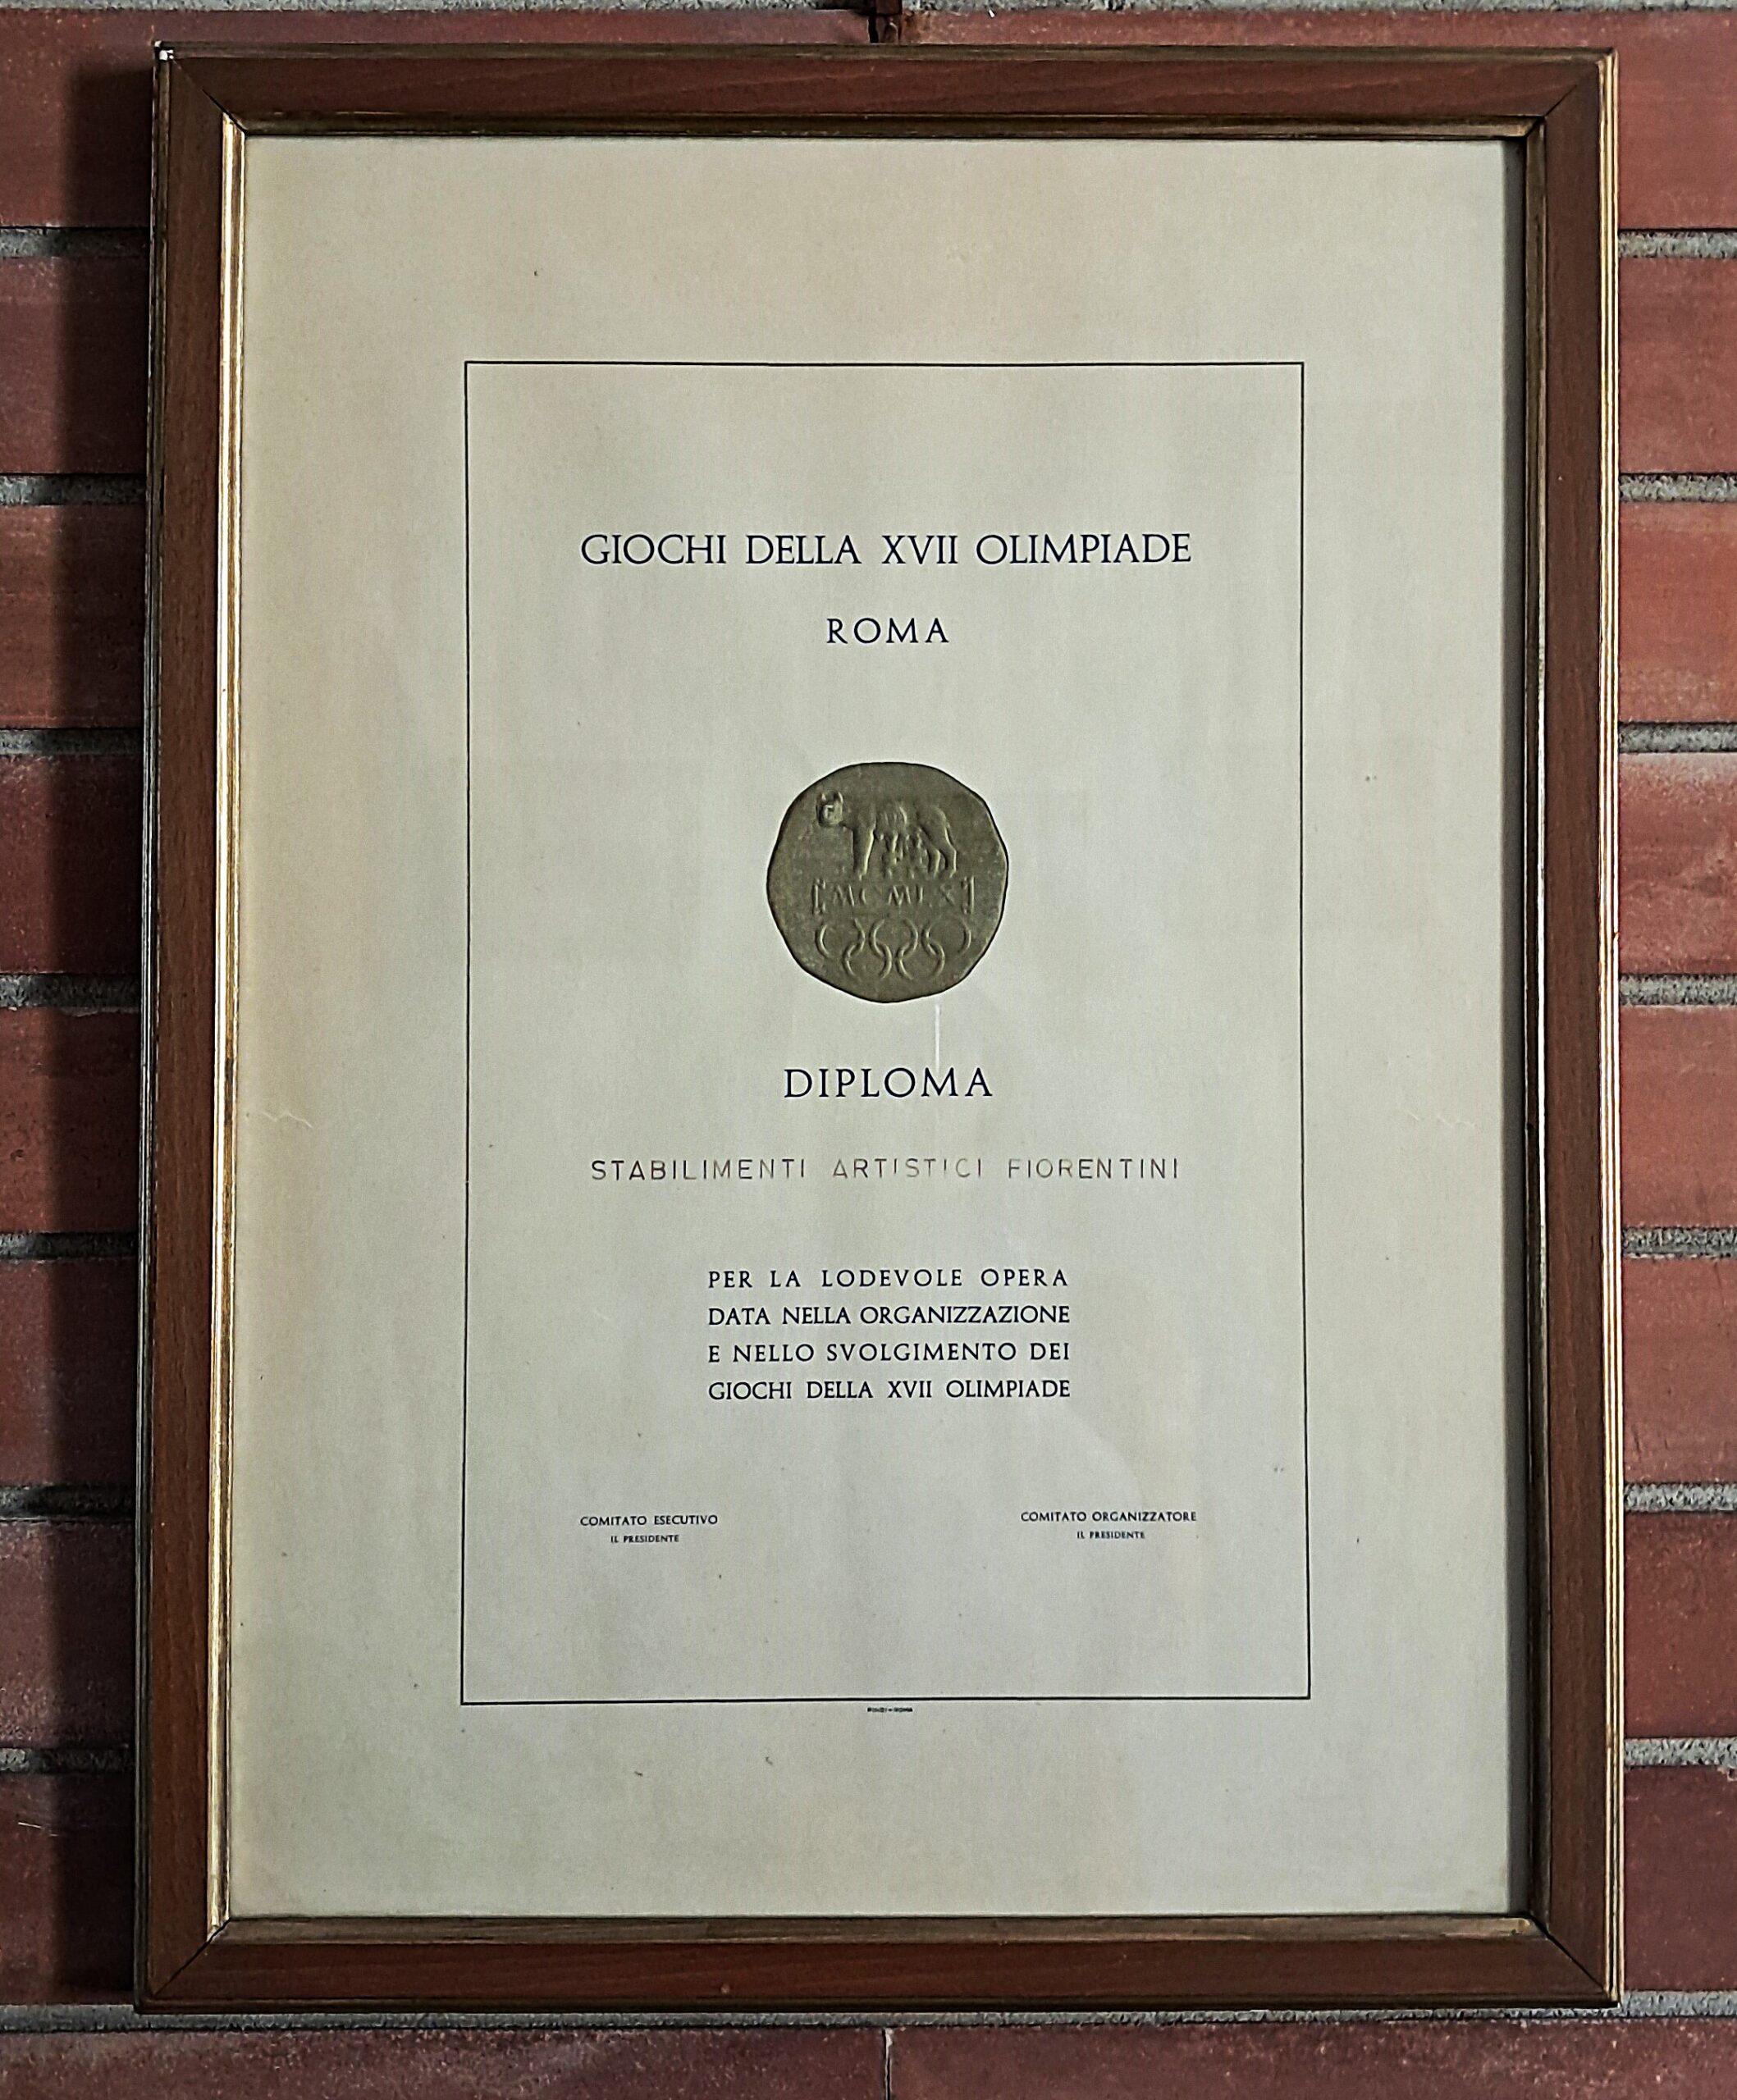 GIOCHI DELLA XVII OLIMPIADE
ROMA
MCMLX
DIPLOMA
STABILIMENTI ARTISTICI FIORENTINI
PER LA LODEVOLE OPERA
DATA NELLA ORGANIZZAZIONE
E NELLO SVOLGIMENTO DEI
GIOCHI DELLA XVII OLIMPIADE
COMITATO ESECUTIVO
IL PRESIDENTE
COMITATO ORGANIZZATORE
IL PRESIDENTE
ROMA